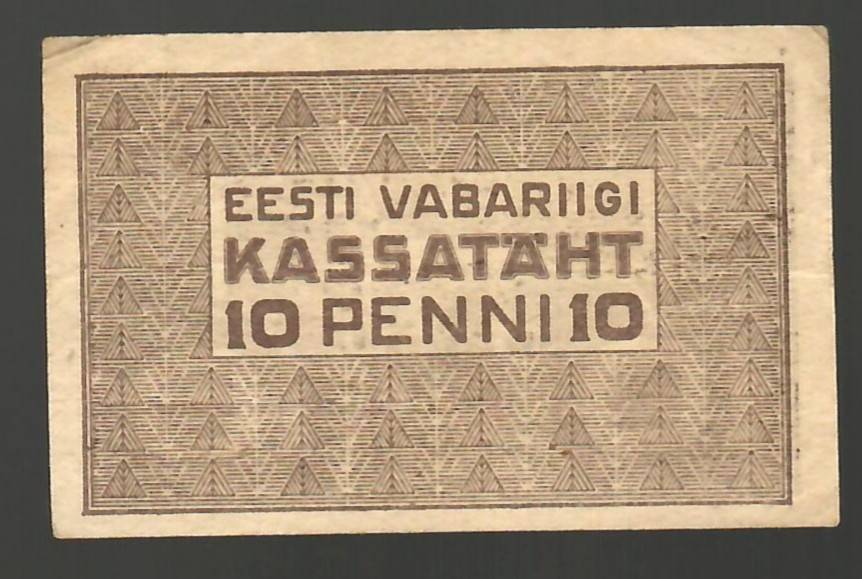 EESTI VABARIIGI
KASSATÄHT
10 PENNI 10